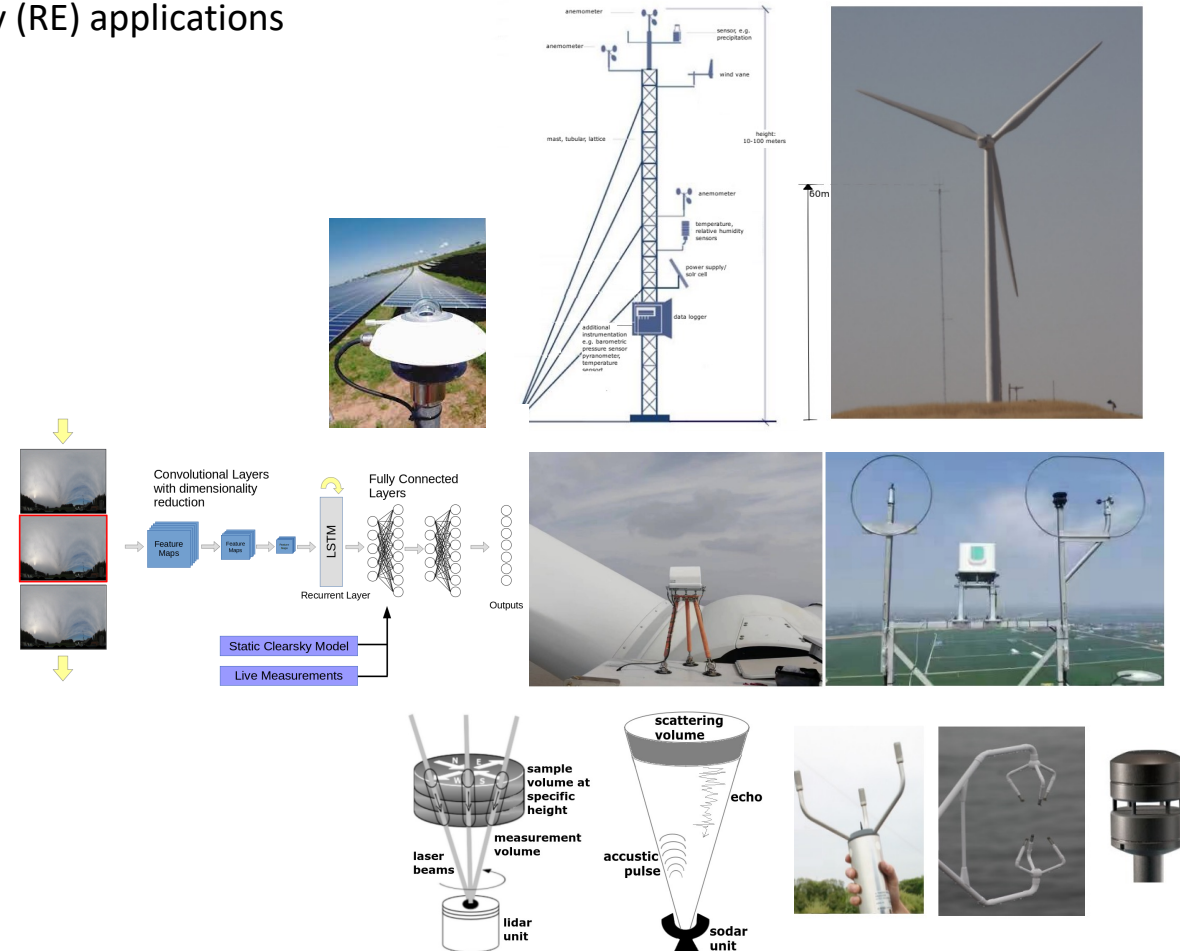 y (RE) applications
anemometer
sensor, e.g.
precipitation
anemometer
wind vane
height:
10-100 meters
mast, tubular, lattice
anemometer
temperature,
relative humidity
sensors
power supply/
solr cell
data logger
additional
instrumentation
e.g. barometric
pressure sensor
pyranometer,
temperature
sensor)
60m
Convolutional Layers
with dimensionality
reduction
Feature
Maps
Feature
Maps
LSTM
Recurrent Layer
Fully Connected
Layers
Outputs
Static Clearsky Model
Live Measurements
N E
W S
sample
volume at
specific
height
measurement
volume
laser
beams
lidar
unit
scattering
volume
echo
accustic
pulse
sodar
unit